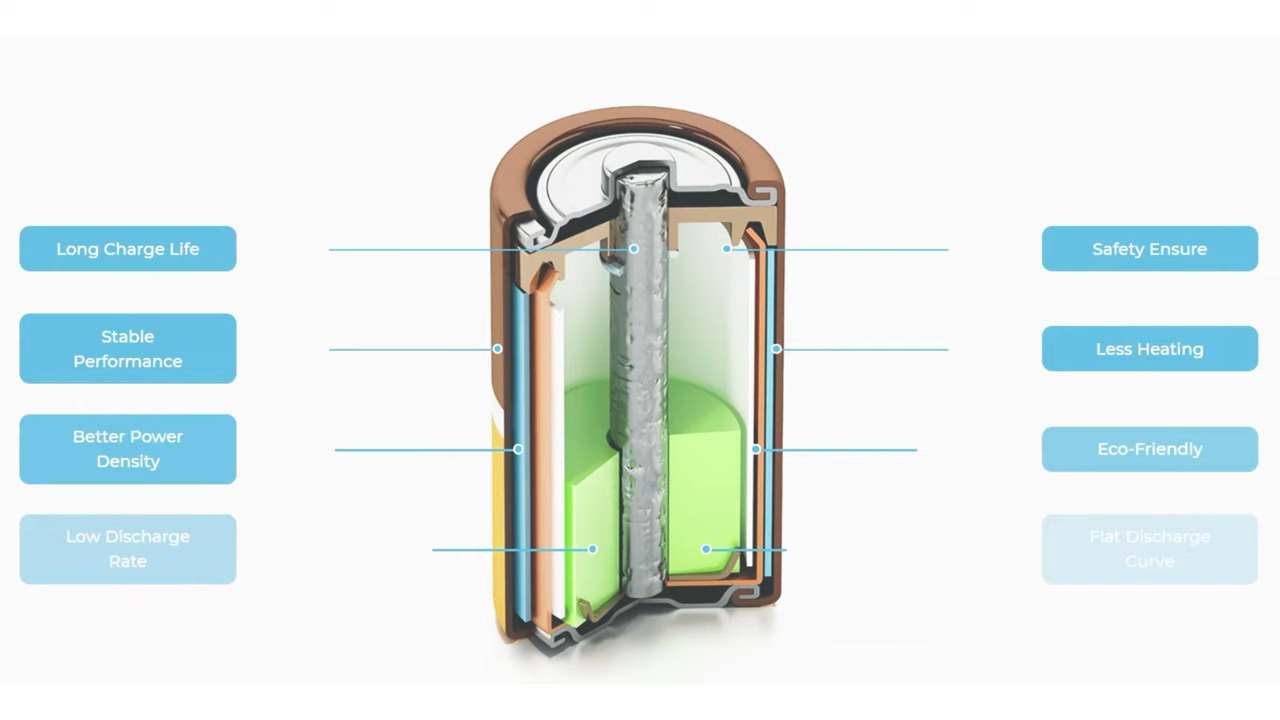 Long Charge Life
Safety Ensure
Stable
Performance
Less Heating
Better Power
Density
Eco-Friendly
Low Discharge
Rate
Flat Discharge
Curve